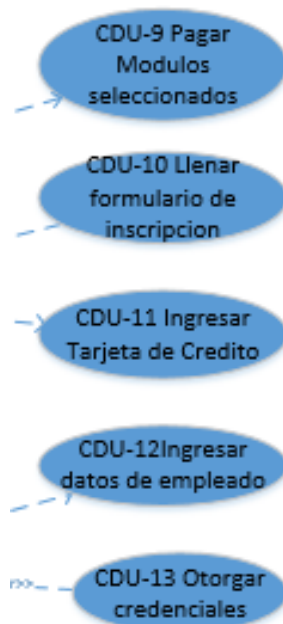 CDU-9 Pagar
Modulos
seleccionados
CDU-10 Llenar
formulario de
inscripcion
CDU-11 Ingresar
Tarjeta de Credito
CDU-12Ingresar
datos de empleado
>>
CDU-13 Otorgar
credenciales